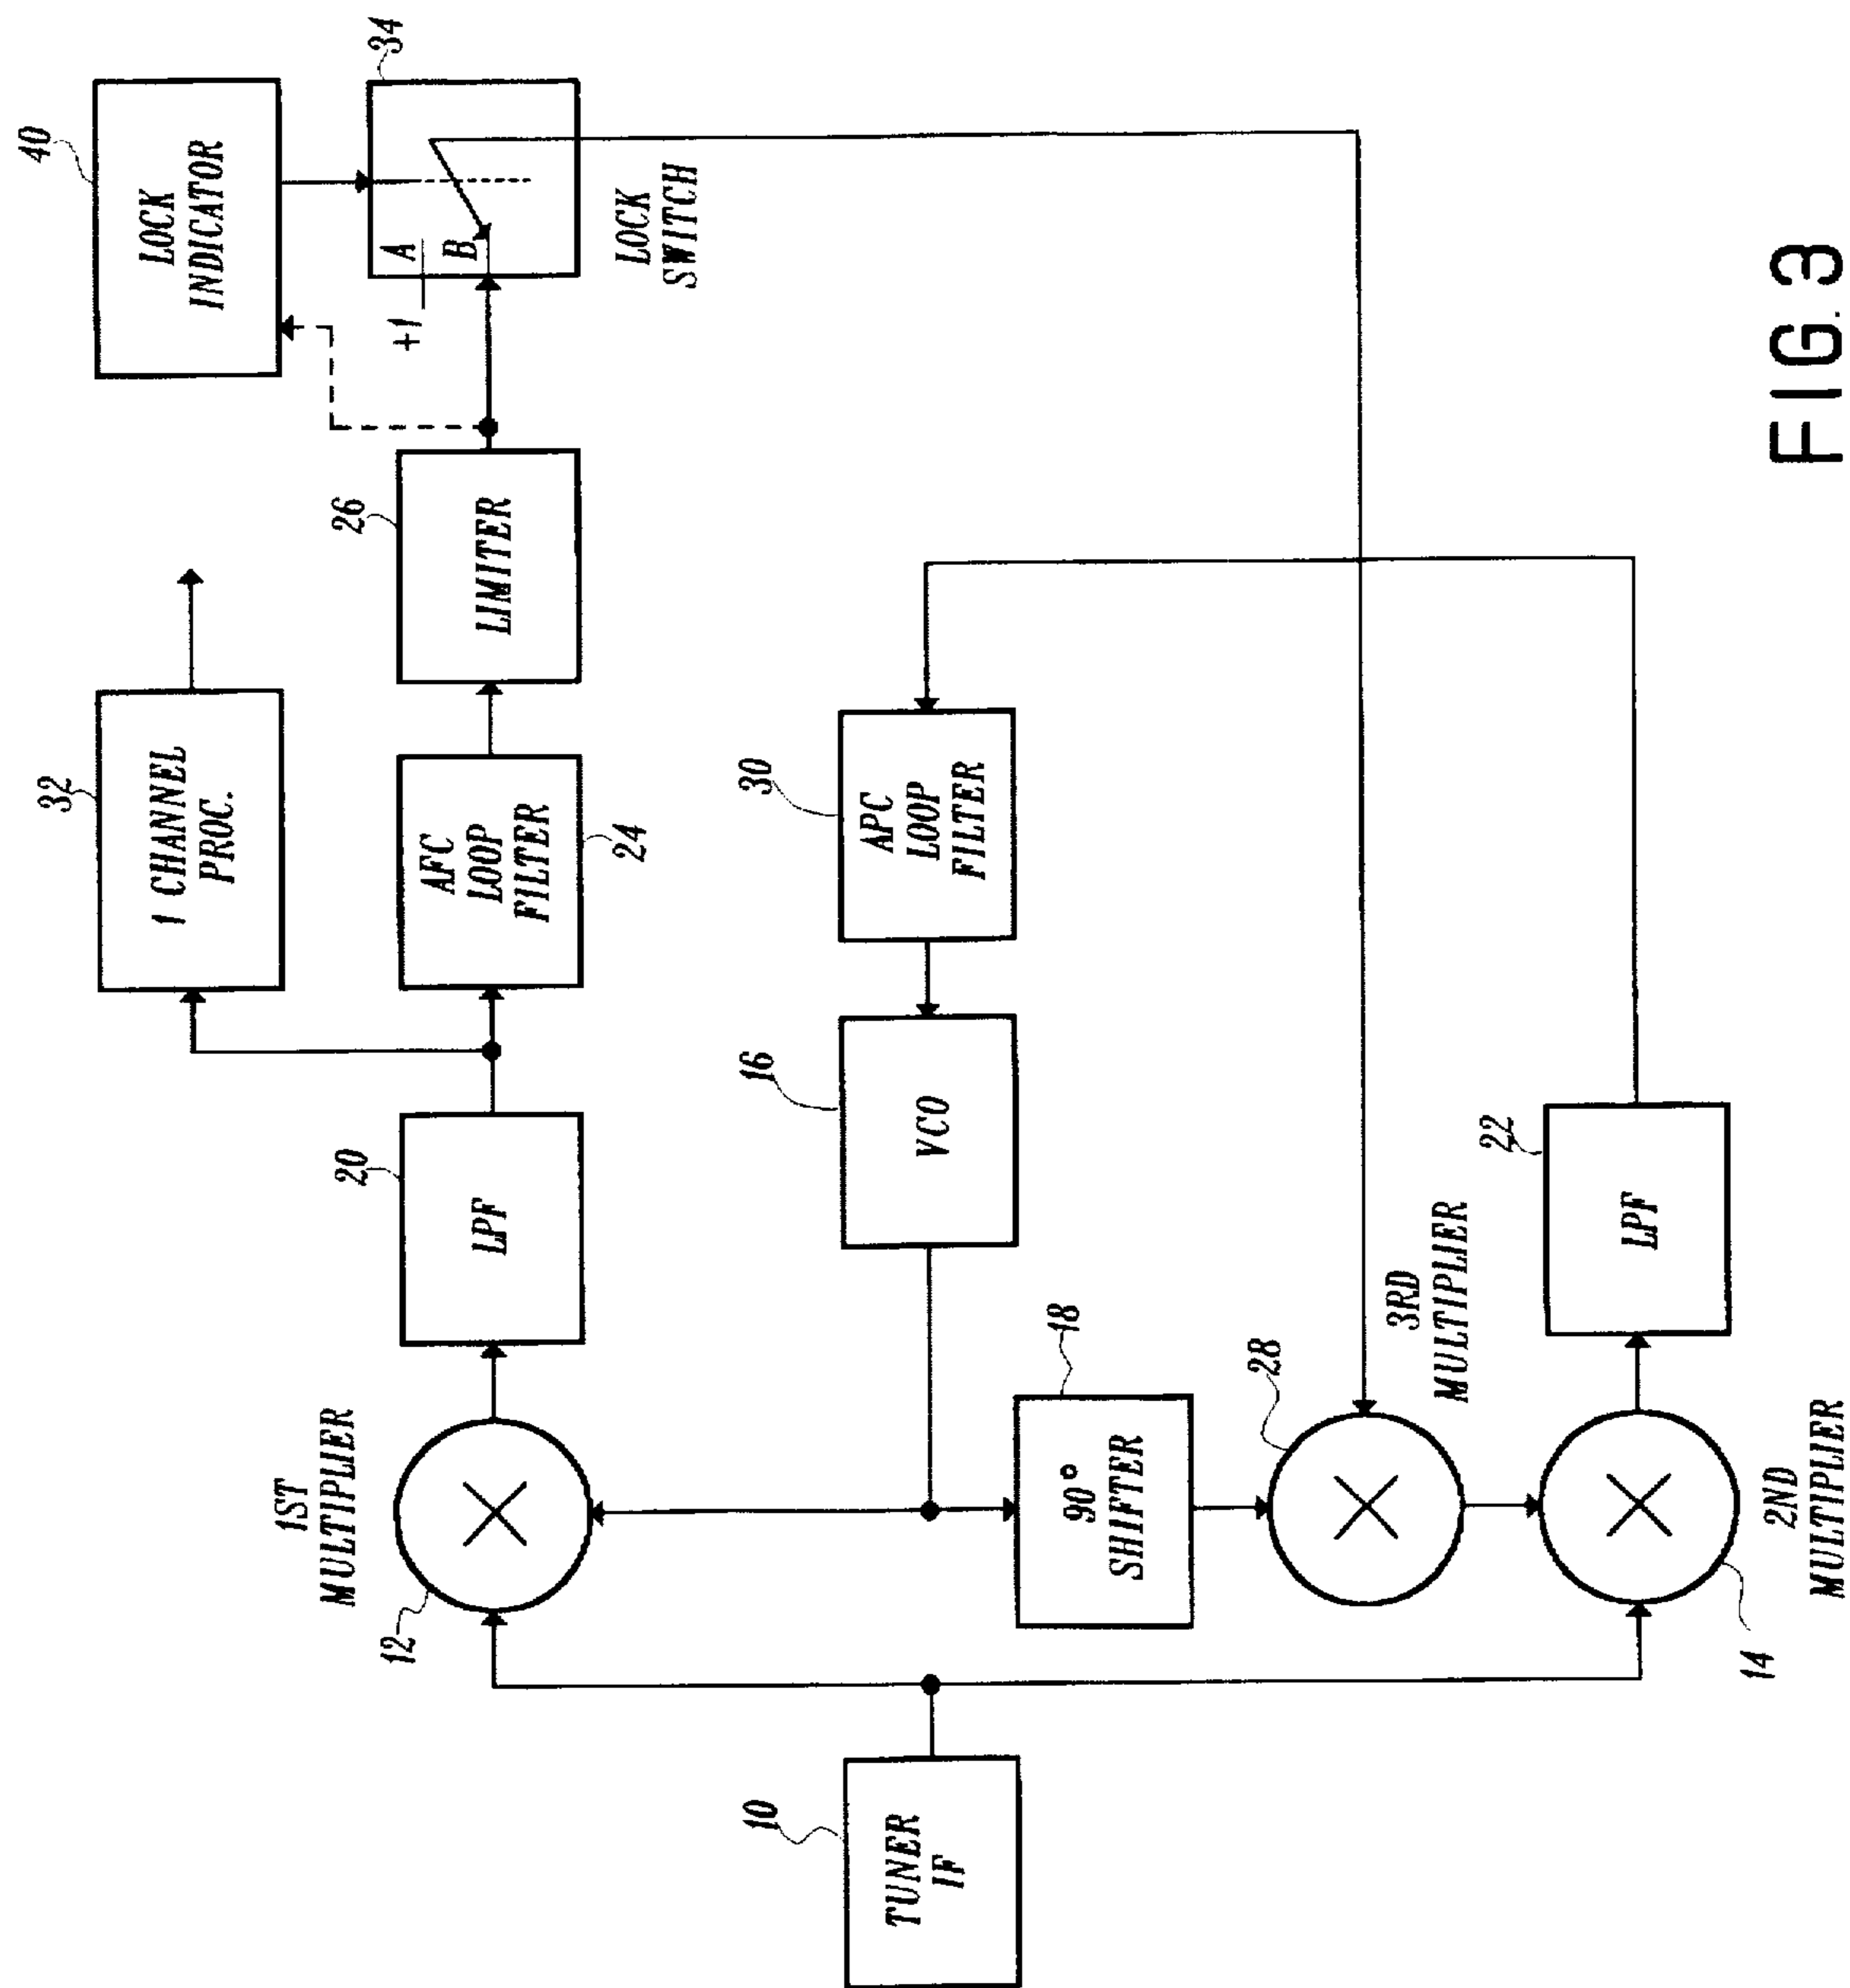 40
LOCK
INDICATOR
34
+1
A
B
LOCK
SWITCH
32
1 CHANNEL
PROC.
26
LIMITER
AFC
LOOP
FILTER
24
20
LPF
1ST
MULTIPLIER
12
30
APC
LOOP
FILTER
16
VCO
18
90°
SHIFTER
28
3RD
MULTIPLIER
10
TUNER
IF
22
LPF
2ND
MULTIPLIER
14
FIG. 3